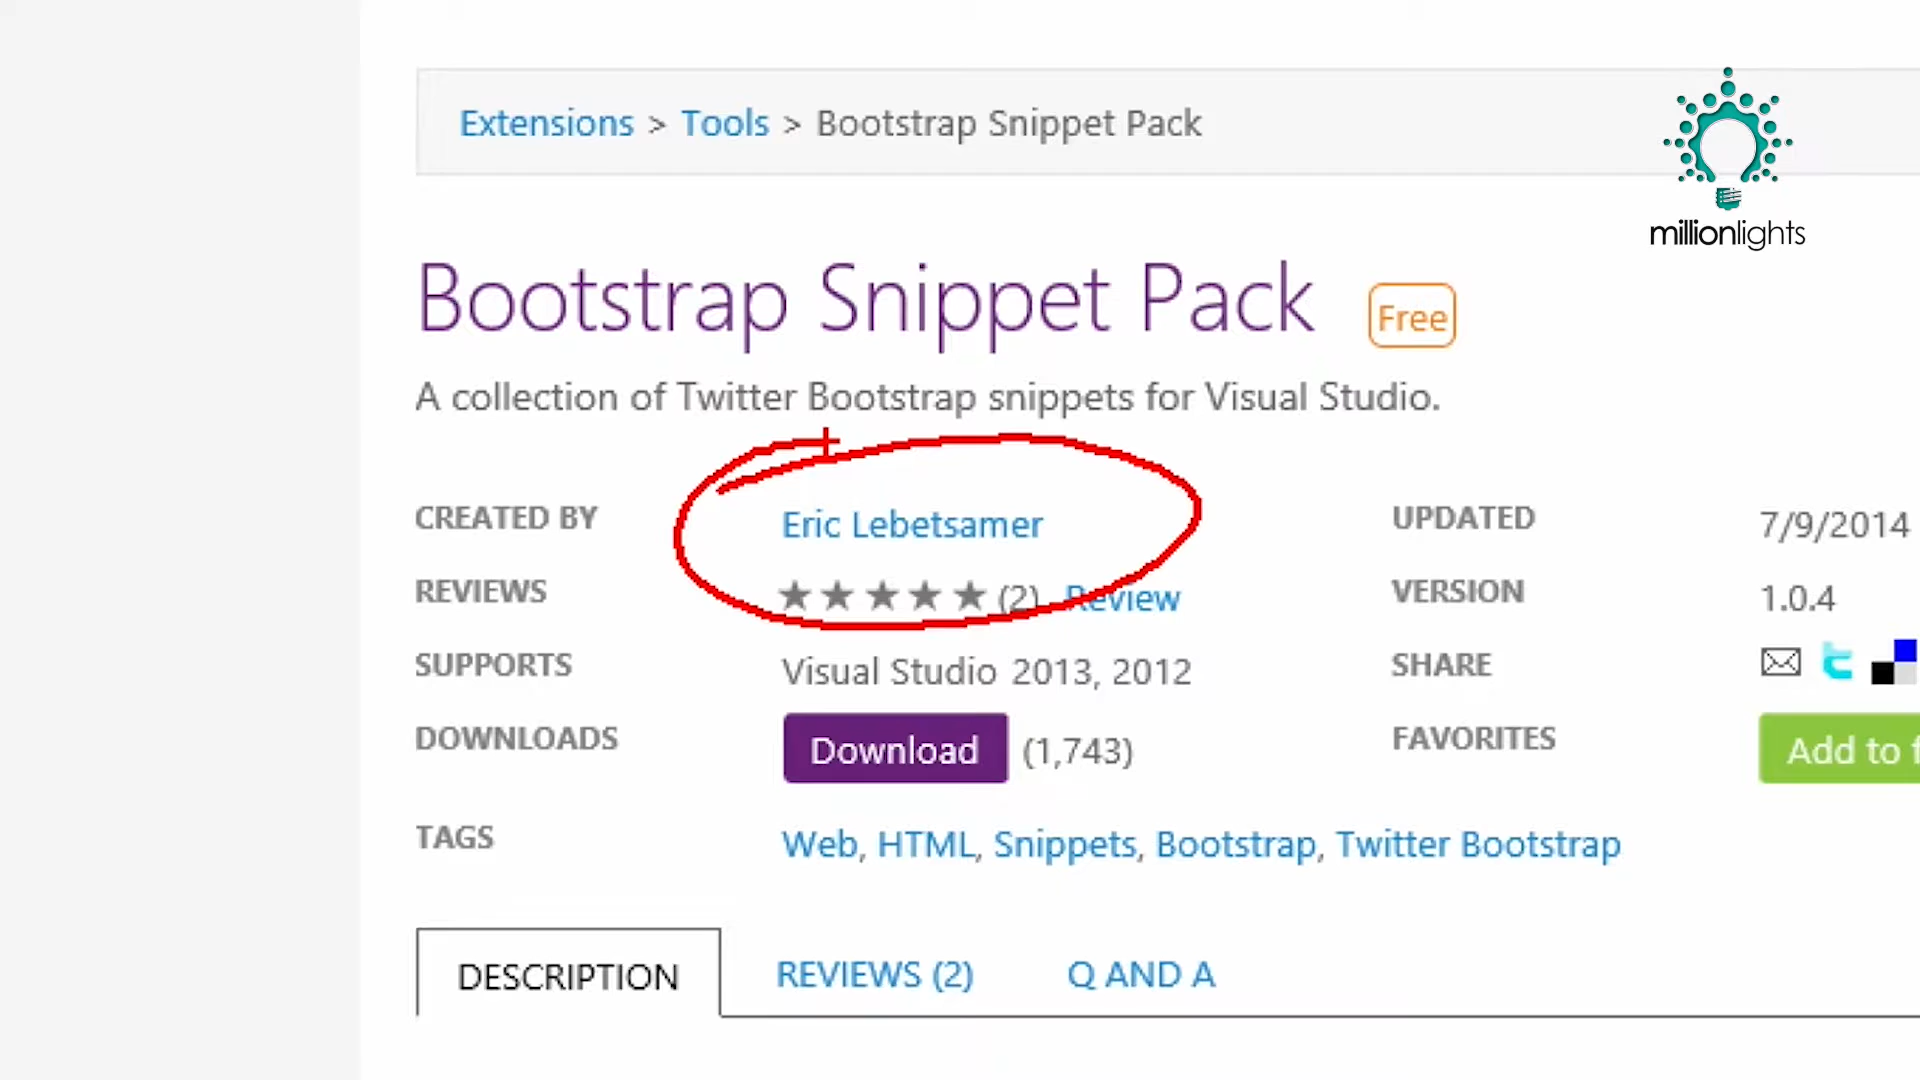 Extensions > Tools > Bootstrap Snippet Pack
millionlights
Bootstrap Snippet Pack Free
A collection of Twitter Bootstrap snippets for Visual Studio.
CREATED BY Eric Lebetsamer UPDATED 7/9/2014
REVIEWS ★★★★★ (2) Review VERSION 1.0.4
SUPPORTS Visual Studio 2013, 2012 SHARE
DOWNLOADS Download (1,743) FAVORITES Add to f
TAGS Web, HTML, Snippets, Bootstrap, Twitter Bootstrap
DESCRIPTION REVIEWS (2) Q AND A